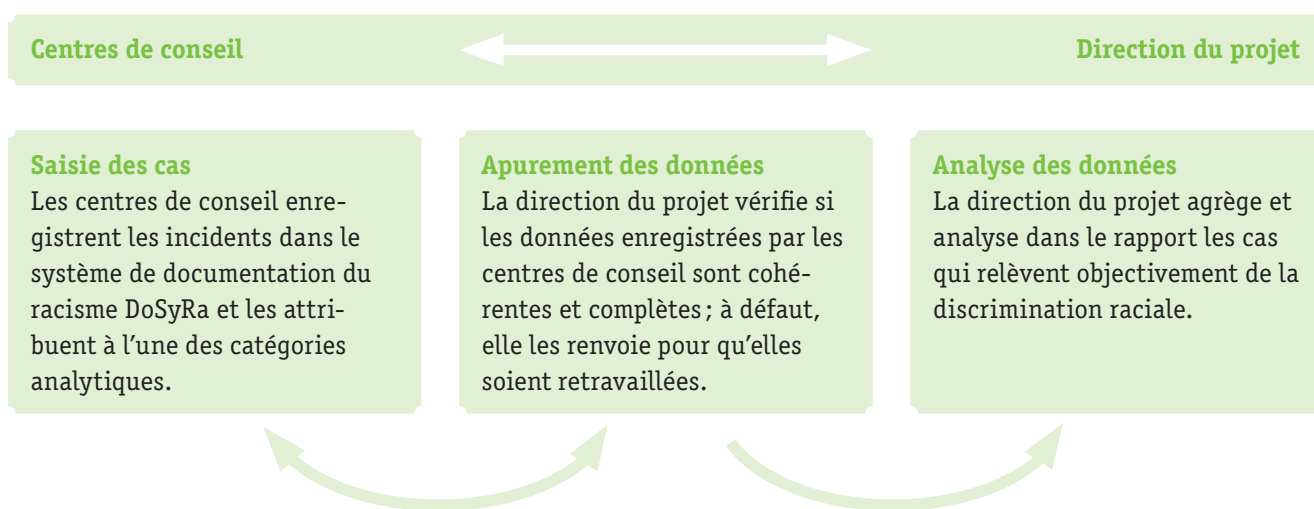 Centres de conseil
Direction du projet
Saisie des cas
Les centres de conseil enre-
gistrent les incidents dans le
système de documentation du
racisme DoSyRa et les attri-
buent à l’une des catégories
analytiques.
Apurement des données
La direction du projet vérifie si
les données enregistrées par les
centres de conseil sont cohé-
rentes et complètes ; à défaut,
elle les renvoie pour qu’elles
soient retravaillées.
Analyse des données
La direction du projet agrège et
analyse dans le rapport les cas
qui relèvent objectivement de la
discrimination raciale.